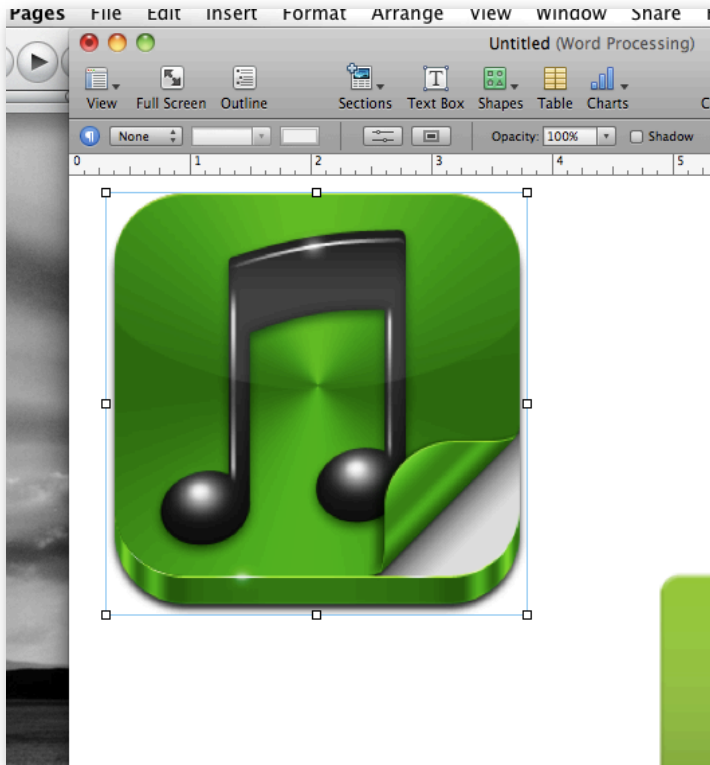 Pages File Edit Insert Format Arrange View Window Share
Untitled (Word Processing)
View Full Screen Outline Sections Text Box Shapes Table Charts
None Opacity: 100% Shadow
0 1 2 3 4 5